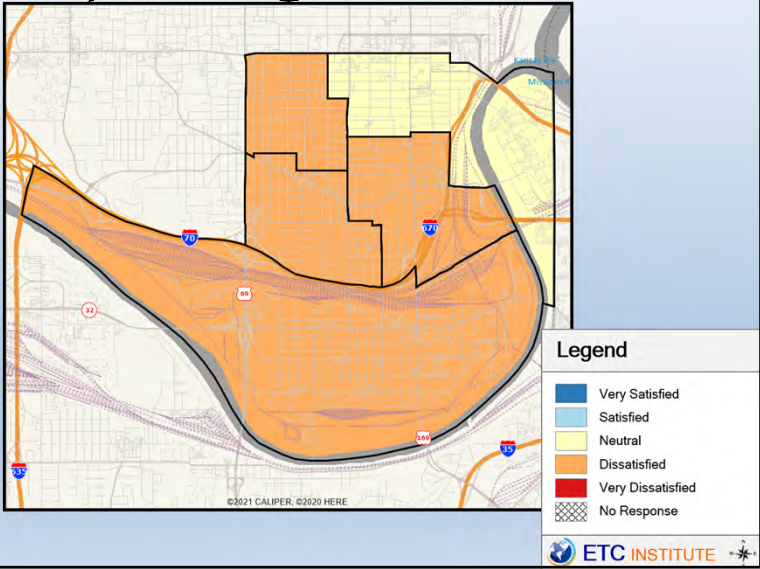 Kansas
Missouri R
70
670
69
32
169
635
35
©2021 CALIPER; ©2020 HERE
Legend
Very Satisfied
Satisfied
Neutral
Dissatisfied
Very Dissatisfied
No Response
ETC INSTITUTE